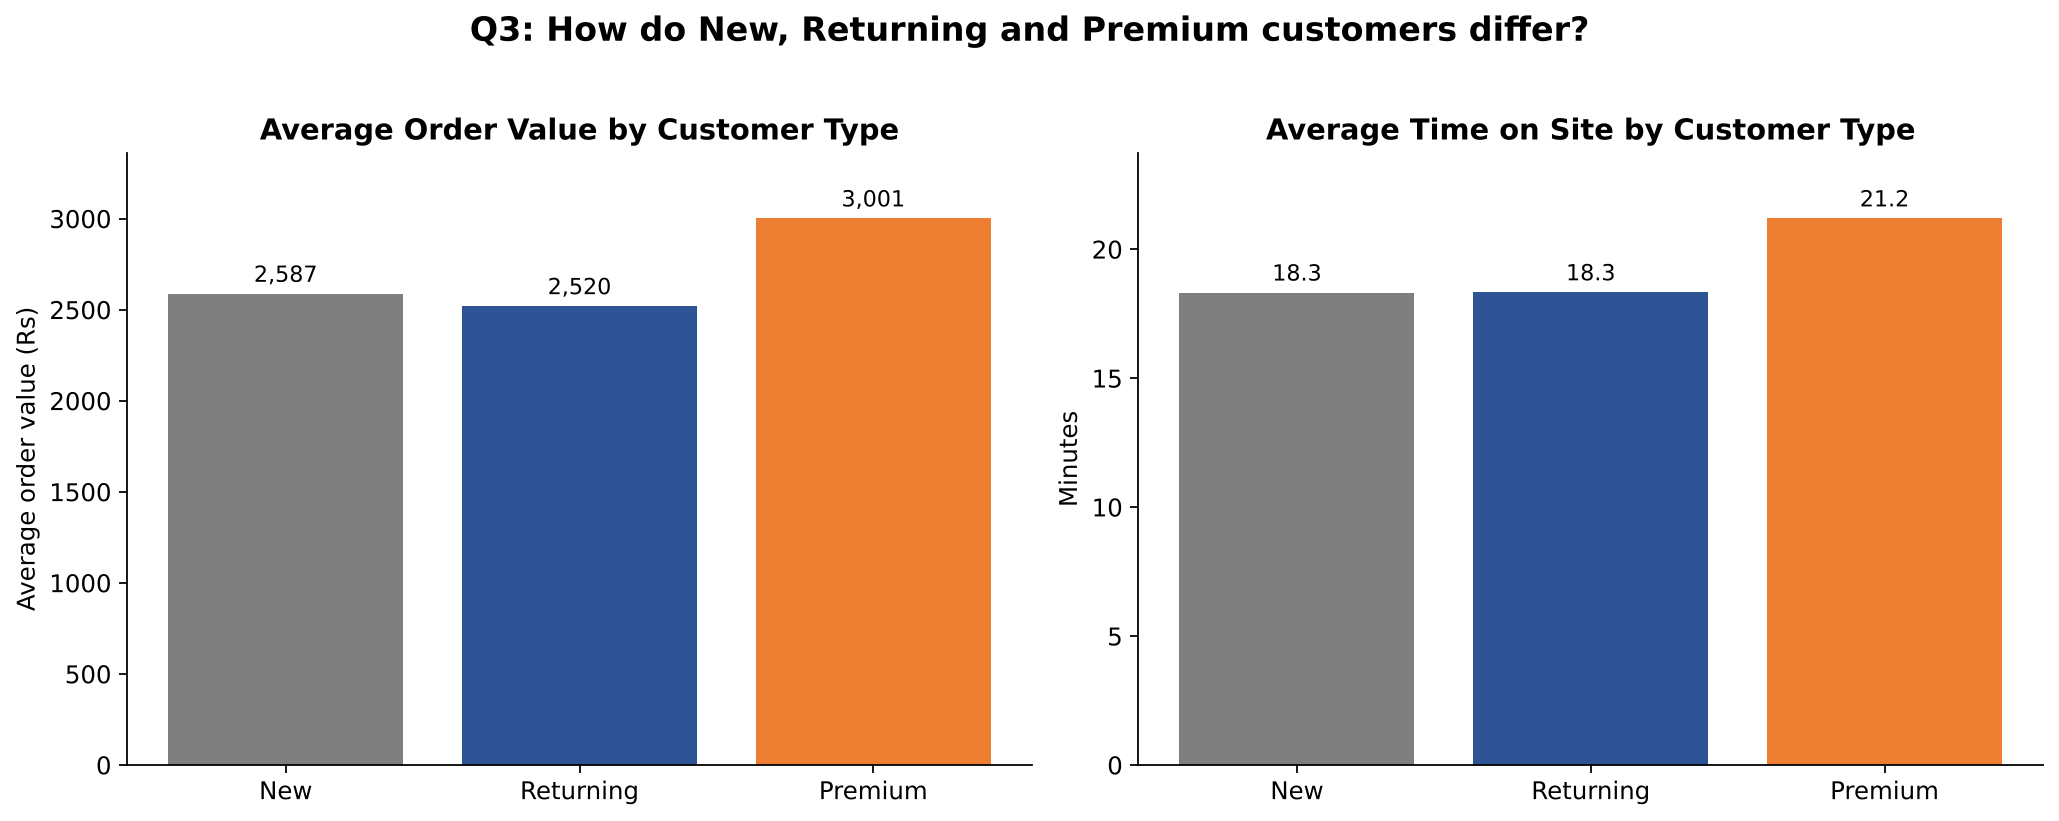 Q3: How do New, Returning and Premium customers differ?
Average Order Value by Customer Type
Average order value (Rs)
3000
2500
2000
1500
1000
500
0
2,587
2,520
3,001
New
Returning
Premium
Average Time on Site by Customer Type
Minutes
20
15
10
5
0
18.3
18.3
21.2
New
Returning
Premium